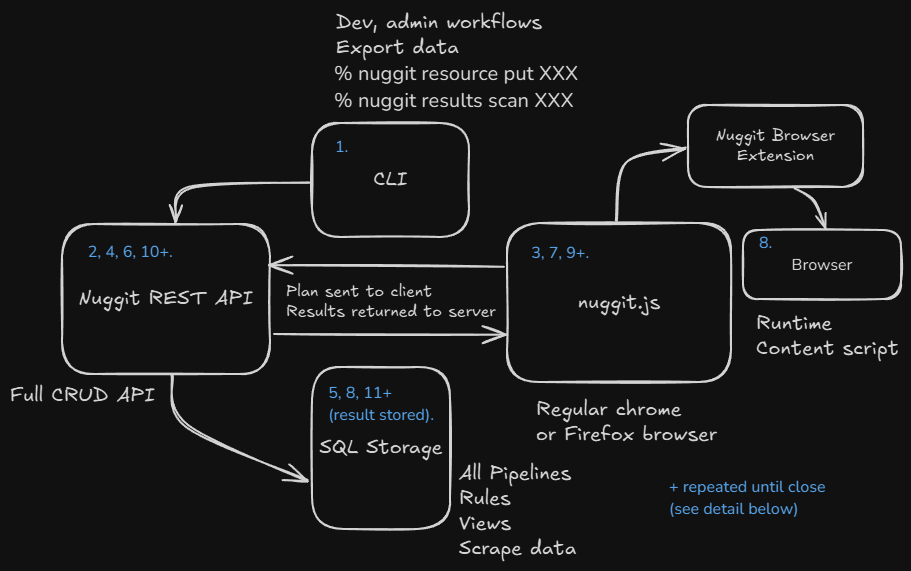 Dev, admin workflows
Export data
% nuggit resource put XXX
% nuggit results scan XXX
1.
CLI
Nuggit Browser
Extension
2, 4, 6, 10+.
Nuggit REST API
Plan sent to client
Results returned to server
3, 7, 9+.
nuggit.js
8.
Browser
Runtime
Content script
Full CRUD API
5, 8, 11+
(result stored).
SQL Storage
Regular chrome
or Firefox browser
All Pipelines
Rules
Views
Scrape data
+ repeated until close
(see detail below)